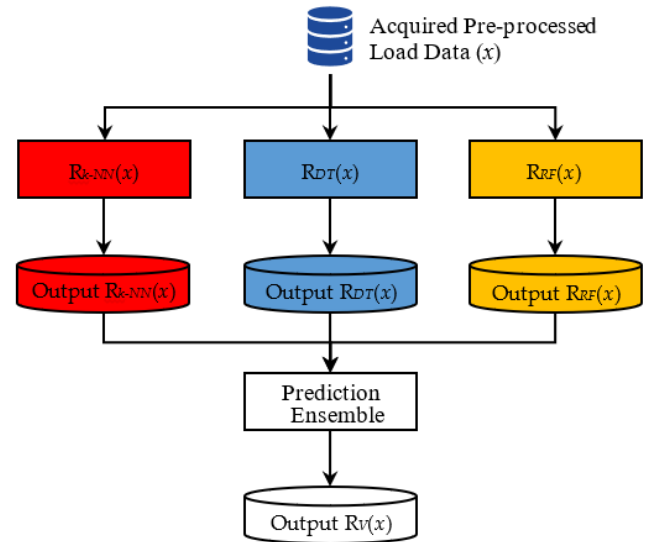 Acquired Pre-processed
Load Data (x)
Rk-NN(x)
RDT(x)
RRF(x)
Output Rk-NN(x)
Output RDT(x)
Output RRF(x)
Prediction
Ensemble
Output RV(x)